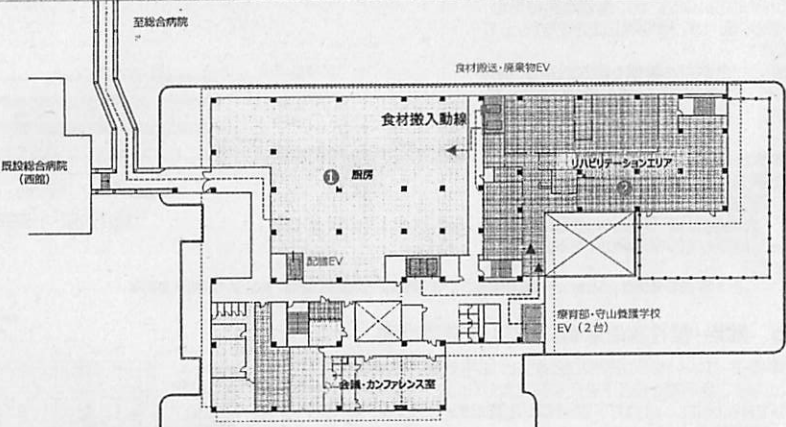 至総合病院
食材搬送・廃棄物EV
食材搬入動線
既設総合病院
（西館）
❶ 厨房
リハビリテーションエリア
❷
配膳EV
療育部・守山養護学校
EV（2台）
会議・カンファレンス室